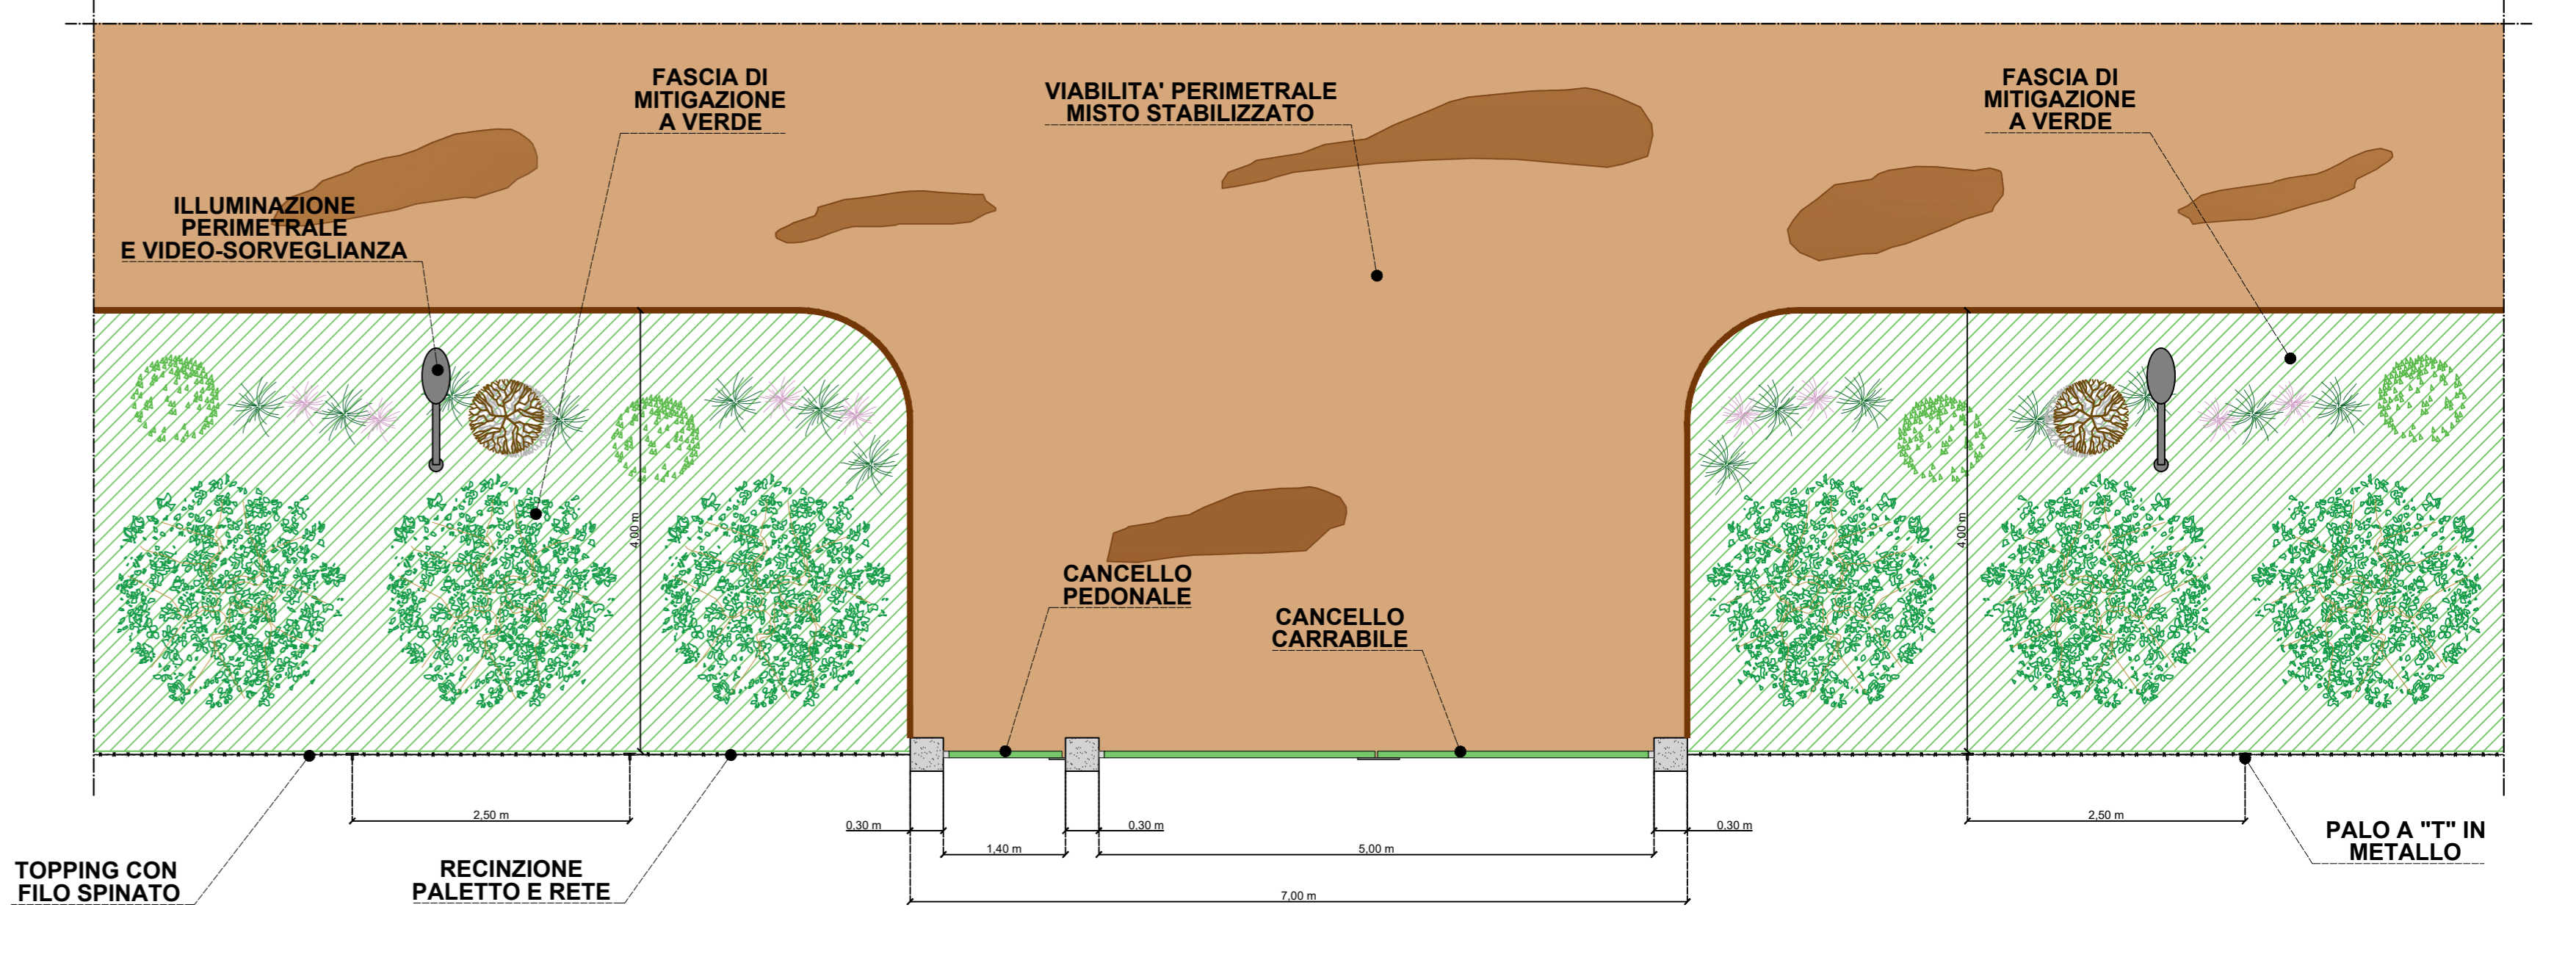 FASCIA DI
MITIGAZIONE
A VERDE
VIABILITA' PERIMETRALE
MISTO STABILIZZATO
FASCIA DI
MITIGAZIONE
A VERDE
ILLUMINAZIONE
PERIMETRALE
E VIDEO-SORVEGLIANZA
4,00 m
4,00 m
CANCELLO
PEDONALE
CANCELLO
CARRABILE
2,50 m
0,30 m
0,30 m
0,30 m
2,50 m
1,40 m
5,00 m
7,00 m
TOPPING CON
FILO SPINATO
RECINZIONE
PALETTO E RETE
PALO A "T" IN
METALLO